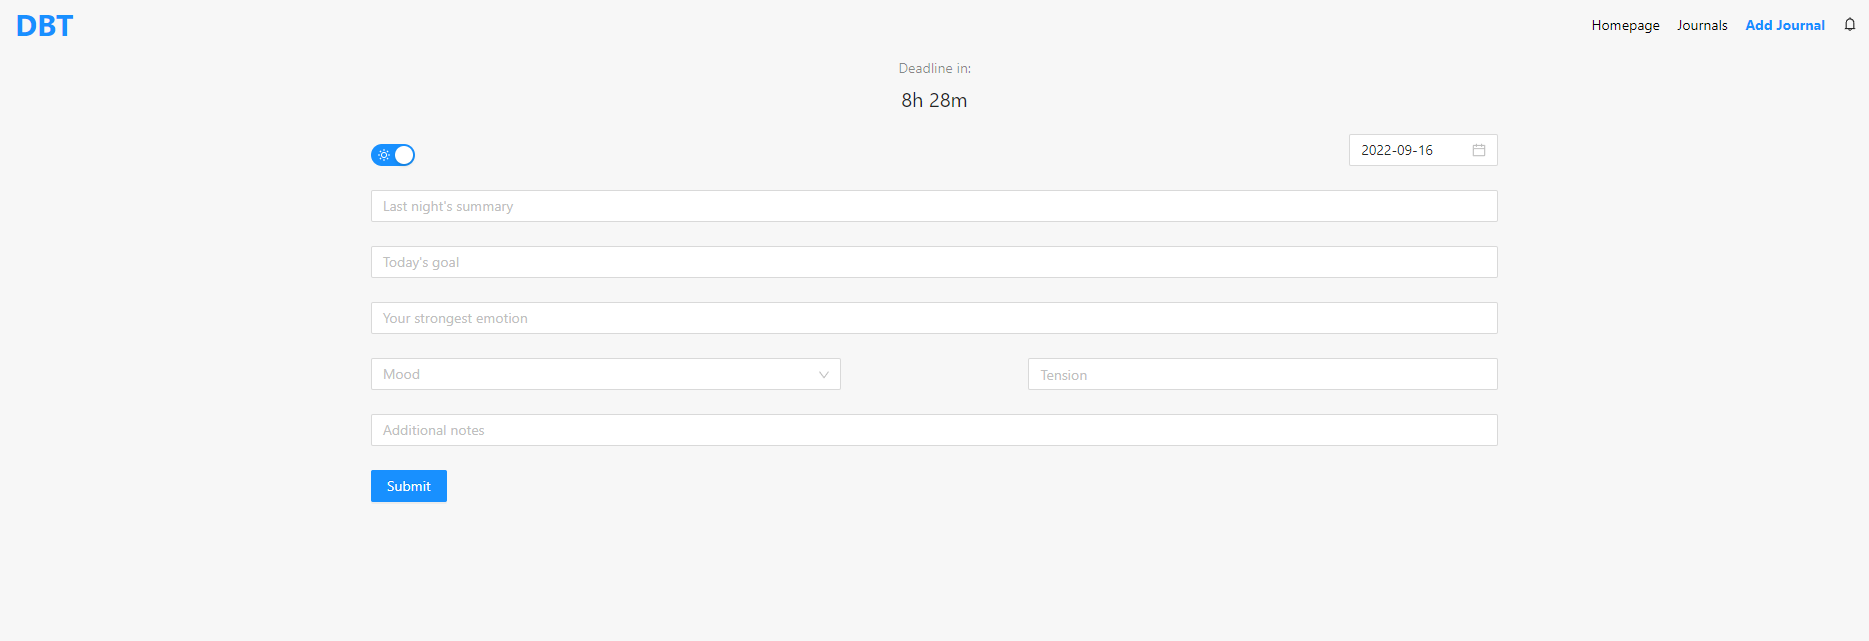 DBT
Homepage Journals Add Journal
Deadline in:
8h 28m
2022-09-16
Last night's summary
Today's goal
Your strongest emotion
Mood Tension
Additional notes
Submit